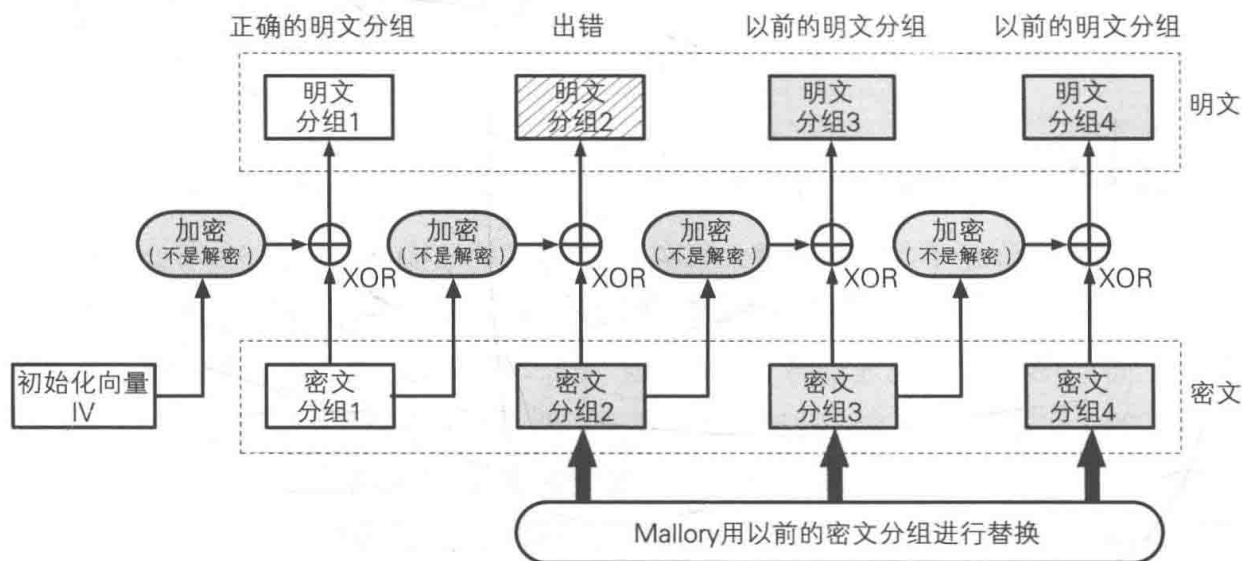 正确的明文分组
出错
以前的明文分组
以前的明文分组
明文
分组1
明文
分组2
明文
分组3
明文
分组4
明文
加密
（不是解密）
XOR
加密
（不是解密）
XOR
加密
（不是解密）
XOR
加密
（不是解密）
XOR
初始化向量
IV
密文
分组1
密文
分组2
密文
分组3
密文
分组4
密文
Mallory用以前的密文分组进行替换